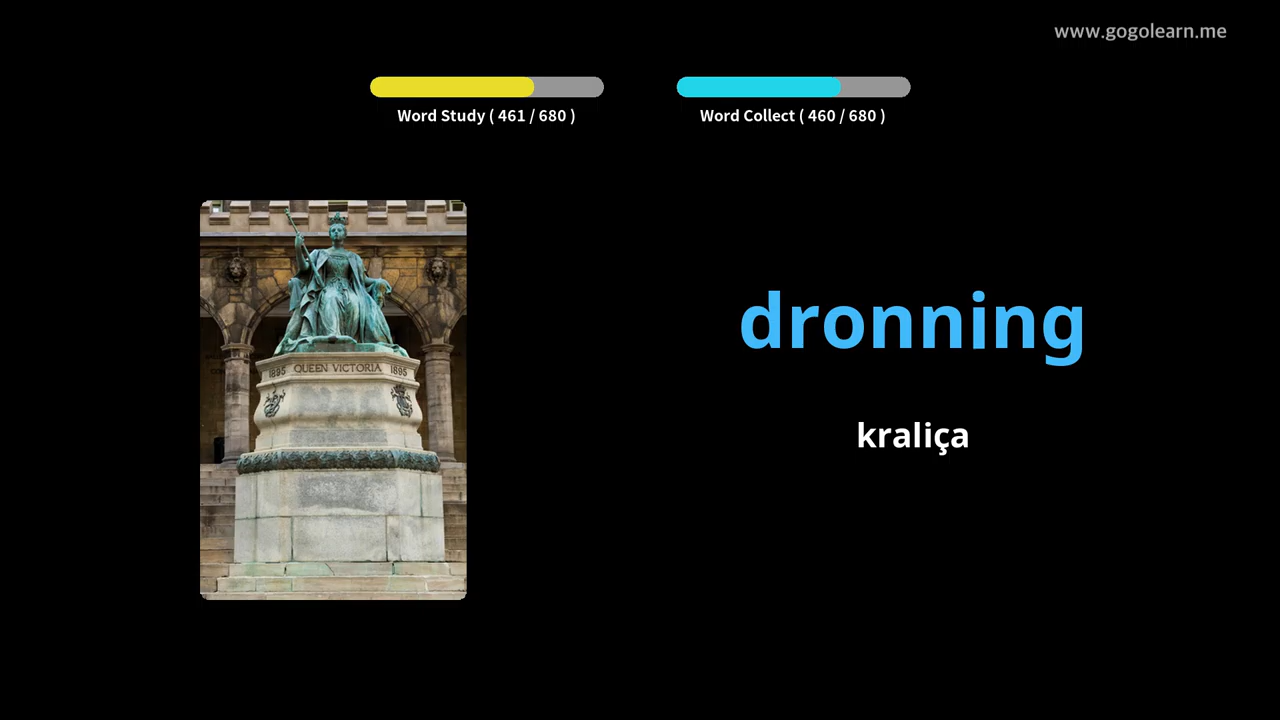 www.gogolearn.me
Word Study ( 461 / 680 )
Word Collect ( 460 / 680 )
1895 QUEEN VICTORIA 1895
dronning
kraliça